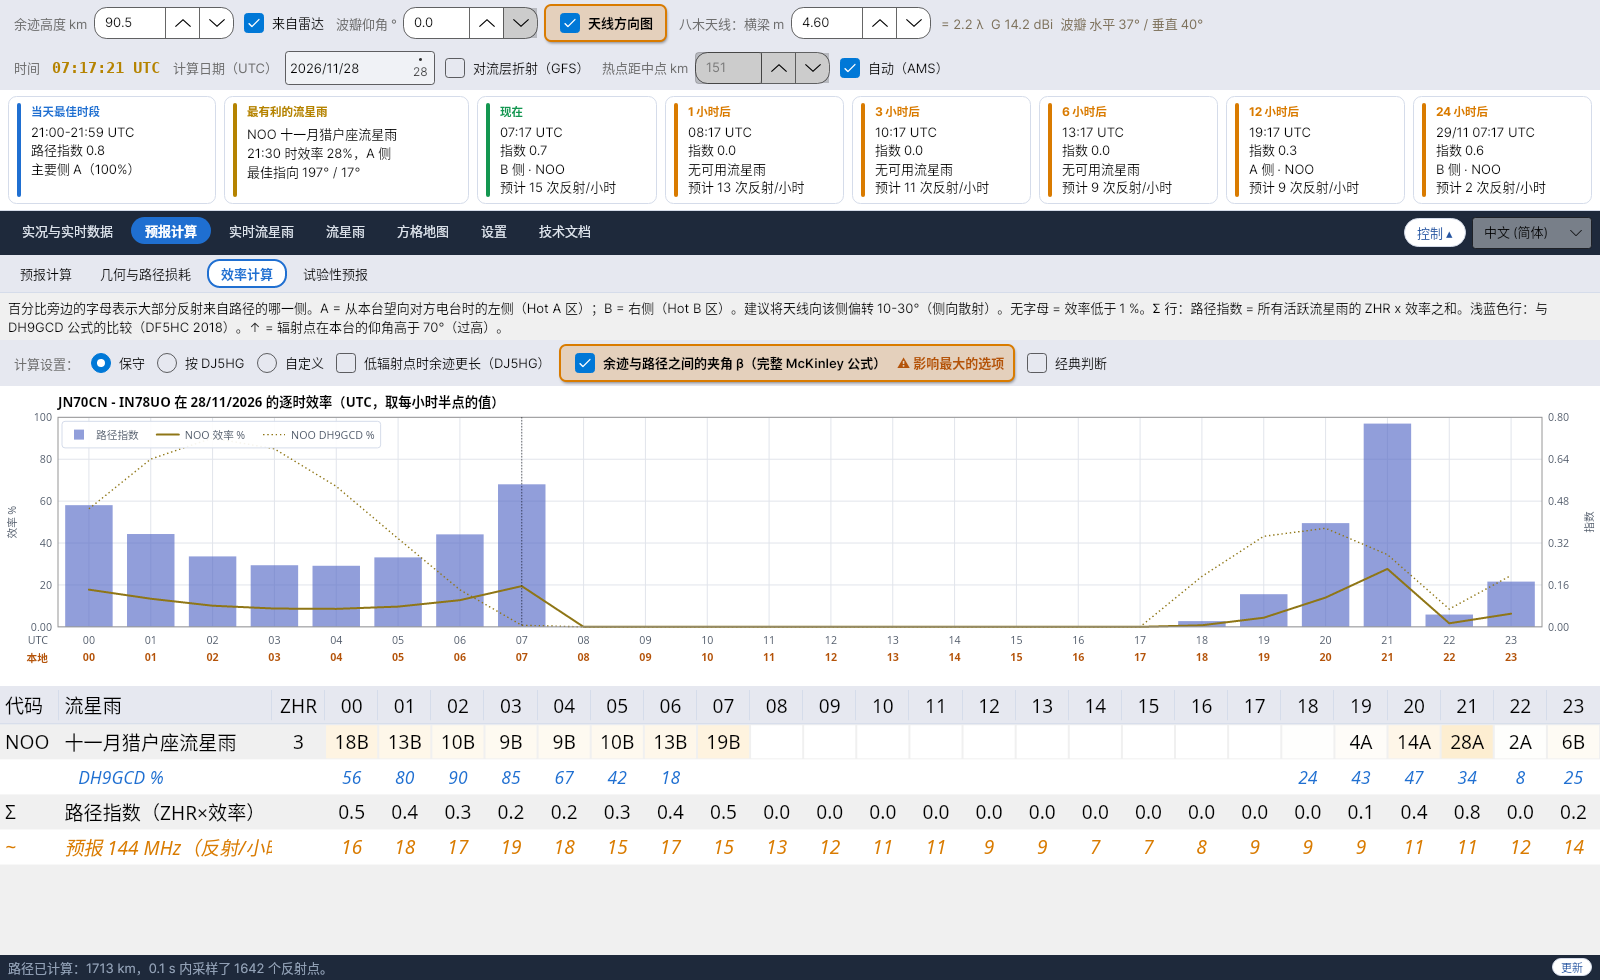 余迹高度 km 90.5 来自雷达 波瓣仰角 ° 0.0 天线方向图 八木天线：横梁 m 4.60 = 2.2 λ G 14.2 dBi 波瓣 水平 37° / 垂直 40°
时间 07:17:21 UTC 计算日期（UTC） 2026/11/28 28 对流层折射（GFS） 热点距中点 km 151 自动（AMS）
当天最佳时段
21:00-21:59 UTC
路径指数 0.8
主要侧 A（100%）
最有利的流星雨
NOO 十一月猎户座流星雨
21:30 时效率 28%，A 侧
最佳指向 197° / 17°
现在
07:17 UTC
指数 0.7
B 侧 · NOO
预计 15 次反射/小时
1 小时后
08:17 UTC
指数 0.0
无可用流星雨
预计 13 次反射/小时
3 小时后
10:17 UTC
指数 0.0
无可用流星雨
预计 11 次反射/小时
6 小时后
13:17 UTC
指数 0.0
无可用流星雨
预计 9 次反射/小时
12 小时后
19:17 UTC
指数 0.3
A 侧 · NOO
预计 9 次反射/小时
24 小时后
29/11 07:17 UTC
指数 0.6
B 侧 · NOO
预计 2 次反射/小时
实况与实时数据 预报计算 实时流星雨 流星雨 方格地图 设置 技术文档 控制 ▴ 中文 (简体)
预报计算 几何与路径损耗 效率计算 试验性预报
百分比旁边的字母表示大部分反射来自路径的哪一侧。A = 从本台望向对方电台时的左侧（Hot A 区）；B = 右侧（Hot B 区）。建议将天线向该侧偏转 10-30°（侧向散射）。无字母 = 效率低于 1 %。Σ 行：路径指数 = 所有活跃流星雨的 ZHR x 效率之和。浅蓝色行：与
DH9GCD 公式的比较（DF5HC 2018）。↑ = 辐射点在本台的仰角高于 70°（过高）。
计算设置： 保守 按 DJ5HG 自定义 低辐射点时余迹更长（DJ5HG） 余迹与路径之间的夹角 β（完整 McKinley 公式） ⚠ 影响最大的选项 经典判断
JN70CN - IN78UO 在 28/11/2026 的逐时效率（UTC，取每小时半点的值）
路径指数 NOO 效率 % NOO DH9GCD %
100 0.80
80 0.64
60 0.48
40 0.32
20 0.16
0.00 0.00
效率 %
指数
UTC 00 01 02 03 04 05 06 07 08 09 10 11 12 13 14 15 16 17 18 19 20 21 22 23
本地 00 01 02 03 04 05 06 07 08 09 10 11 12 13 14 15 16 17 18 19 20 21 22 23
代码 流星雨 ZHR 00 01 02 03 04 05 06 07 08 09 10 11 12 13 14 15 16 17 18 19 20 21 22 23
NOO 十一月猎户座流星雨 3 18B 13B 10B 9B 9B 10B 13B 19B 4A 14A 28A 2A 6B
DH9GCD % 56 80 90 85 67 42 18 24 43 47 34 8 25
Σ 路径指数（ZHR×效率） 0.5 0.4 0.3 0.2 0.2 0.3 0.4 0.5 0.0 0.0 0.0 0.0 0.0 0.0 0.0 0.0 0.0 0.0 0.0 0.1 0.4 0.8 0.0 0.2
~ 预报 144 MHz（反射/小 16 18 17 19 18 15 17 15 13 12 11 11 9 9 7 7 8 9 9 9 11 11 12 14
路径已计算：1713 km，0.1 s 内采样了 1642 个反射点。 更新